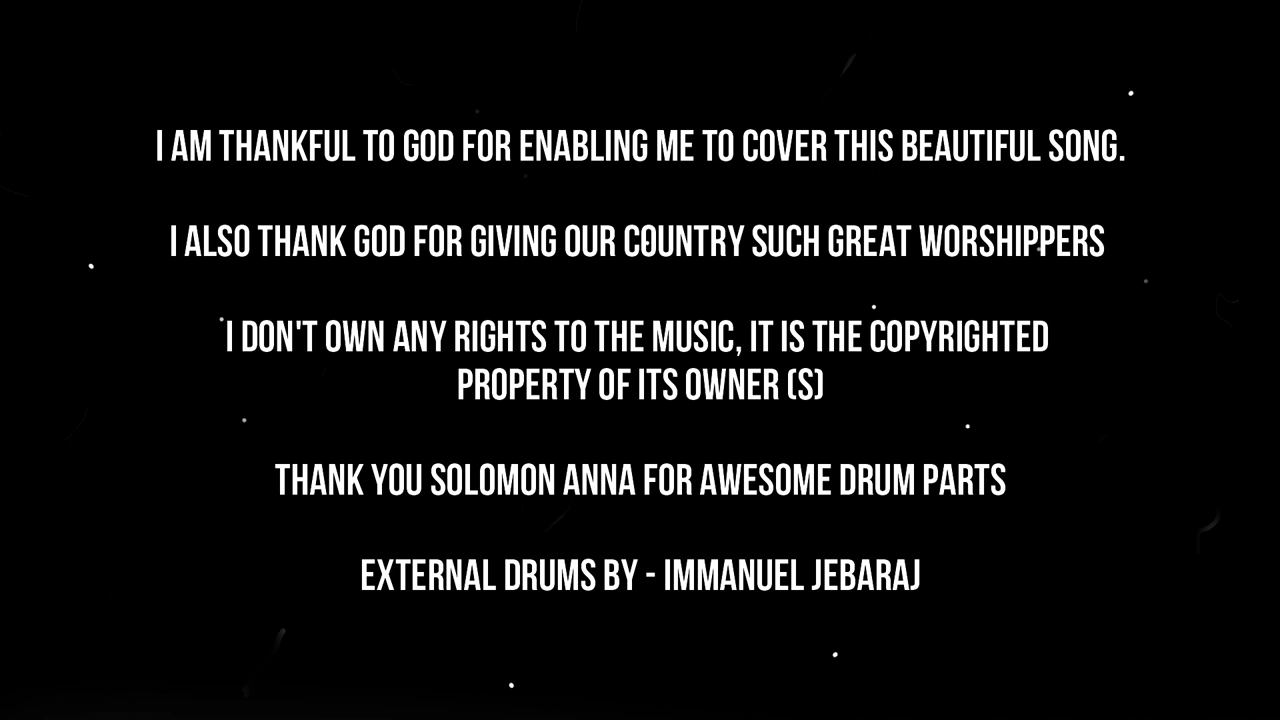 I AM THANKFUL TO GOD FOR ENABLING ME TO COVER THIS BEAUTIFUL SONG.
I ALSO THANK GOD FOR GIVING OUR COUNTRY SUCH GREAT WORSHIPPERS
I DON'T OWN ANY RIGHTS TO THE MUSIC, IT IS THE COPYRIGHTED
PROPERTY OF ITS OWNER (S)
THANK YOU SOLOMON ANNA FOR AWESOME DRUM PARTS
EXTERNAL DRUMS BY - IMMANUEL JEBARAJ